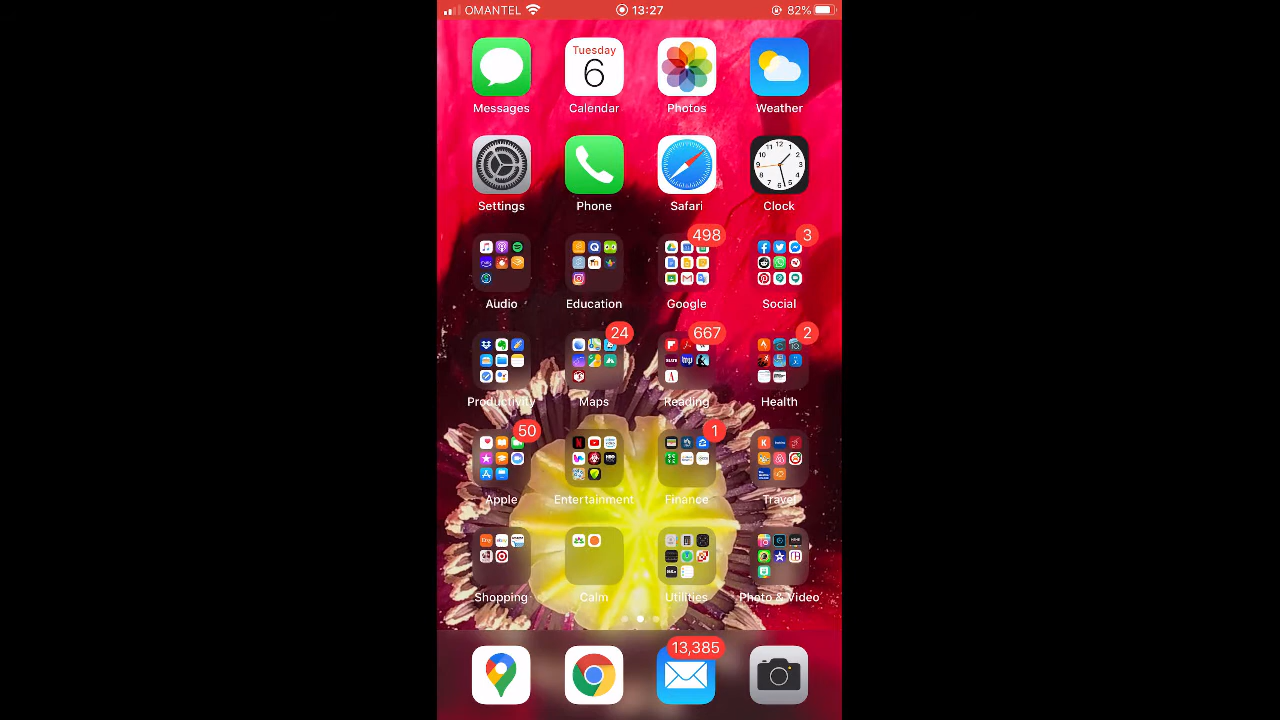 OMANTEL 13:27 82%
Tuesday
6
12
Messages Calendar Photos Weather
Settings Phone Safari Clock
498 3
Audio Education Google Social
24 667 2
Productivity Maps Reading Health
50 1
Apple Entertainment Finance Travel
Shopping Calm Utilities Photo & Video
13,385